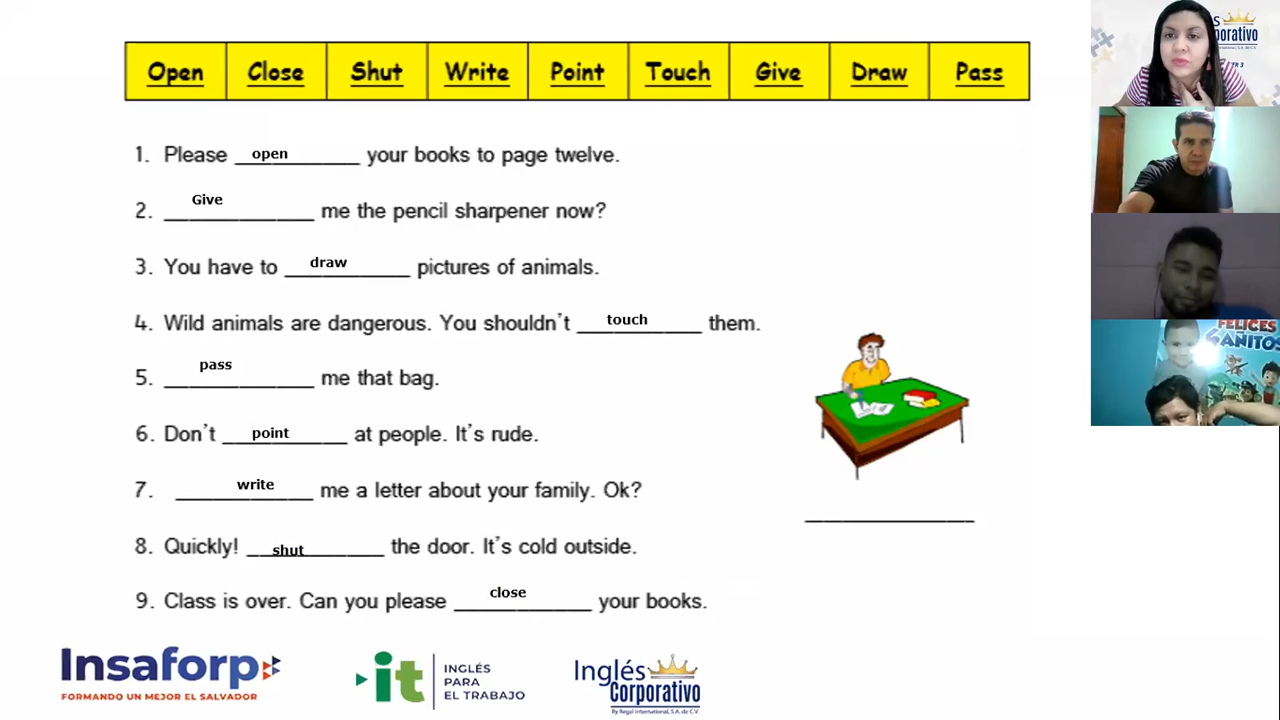 Open Close Shut Write Point Touch Give Draw Pass
1. Please open your books to page twelve.
2. Give me the pencil sharpener now?
3. You have to draw pictures of animals.
4. Wild animals are dangerous. You shouldn't touch them.
5. pass me that bag.
6. Don't point at people. It's rude.
7. write me a letter about your family. Ok?
8. Quickly! shut the door. It's cold outside.
9. Class is over. Can you please close your books.
Insaforp
FORMANDO UN MEJOR EL SALVADOR
it
INGLÉS
PARA
EL TRABAJO
Inglés
Corporativo
By Regal International, S.A. de C.V.
FELICES
6AÑITOS